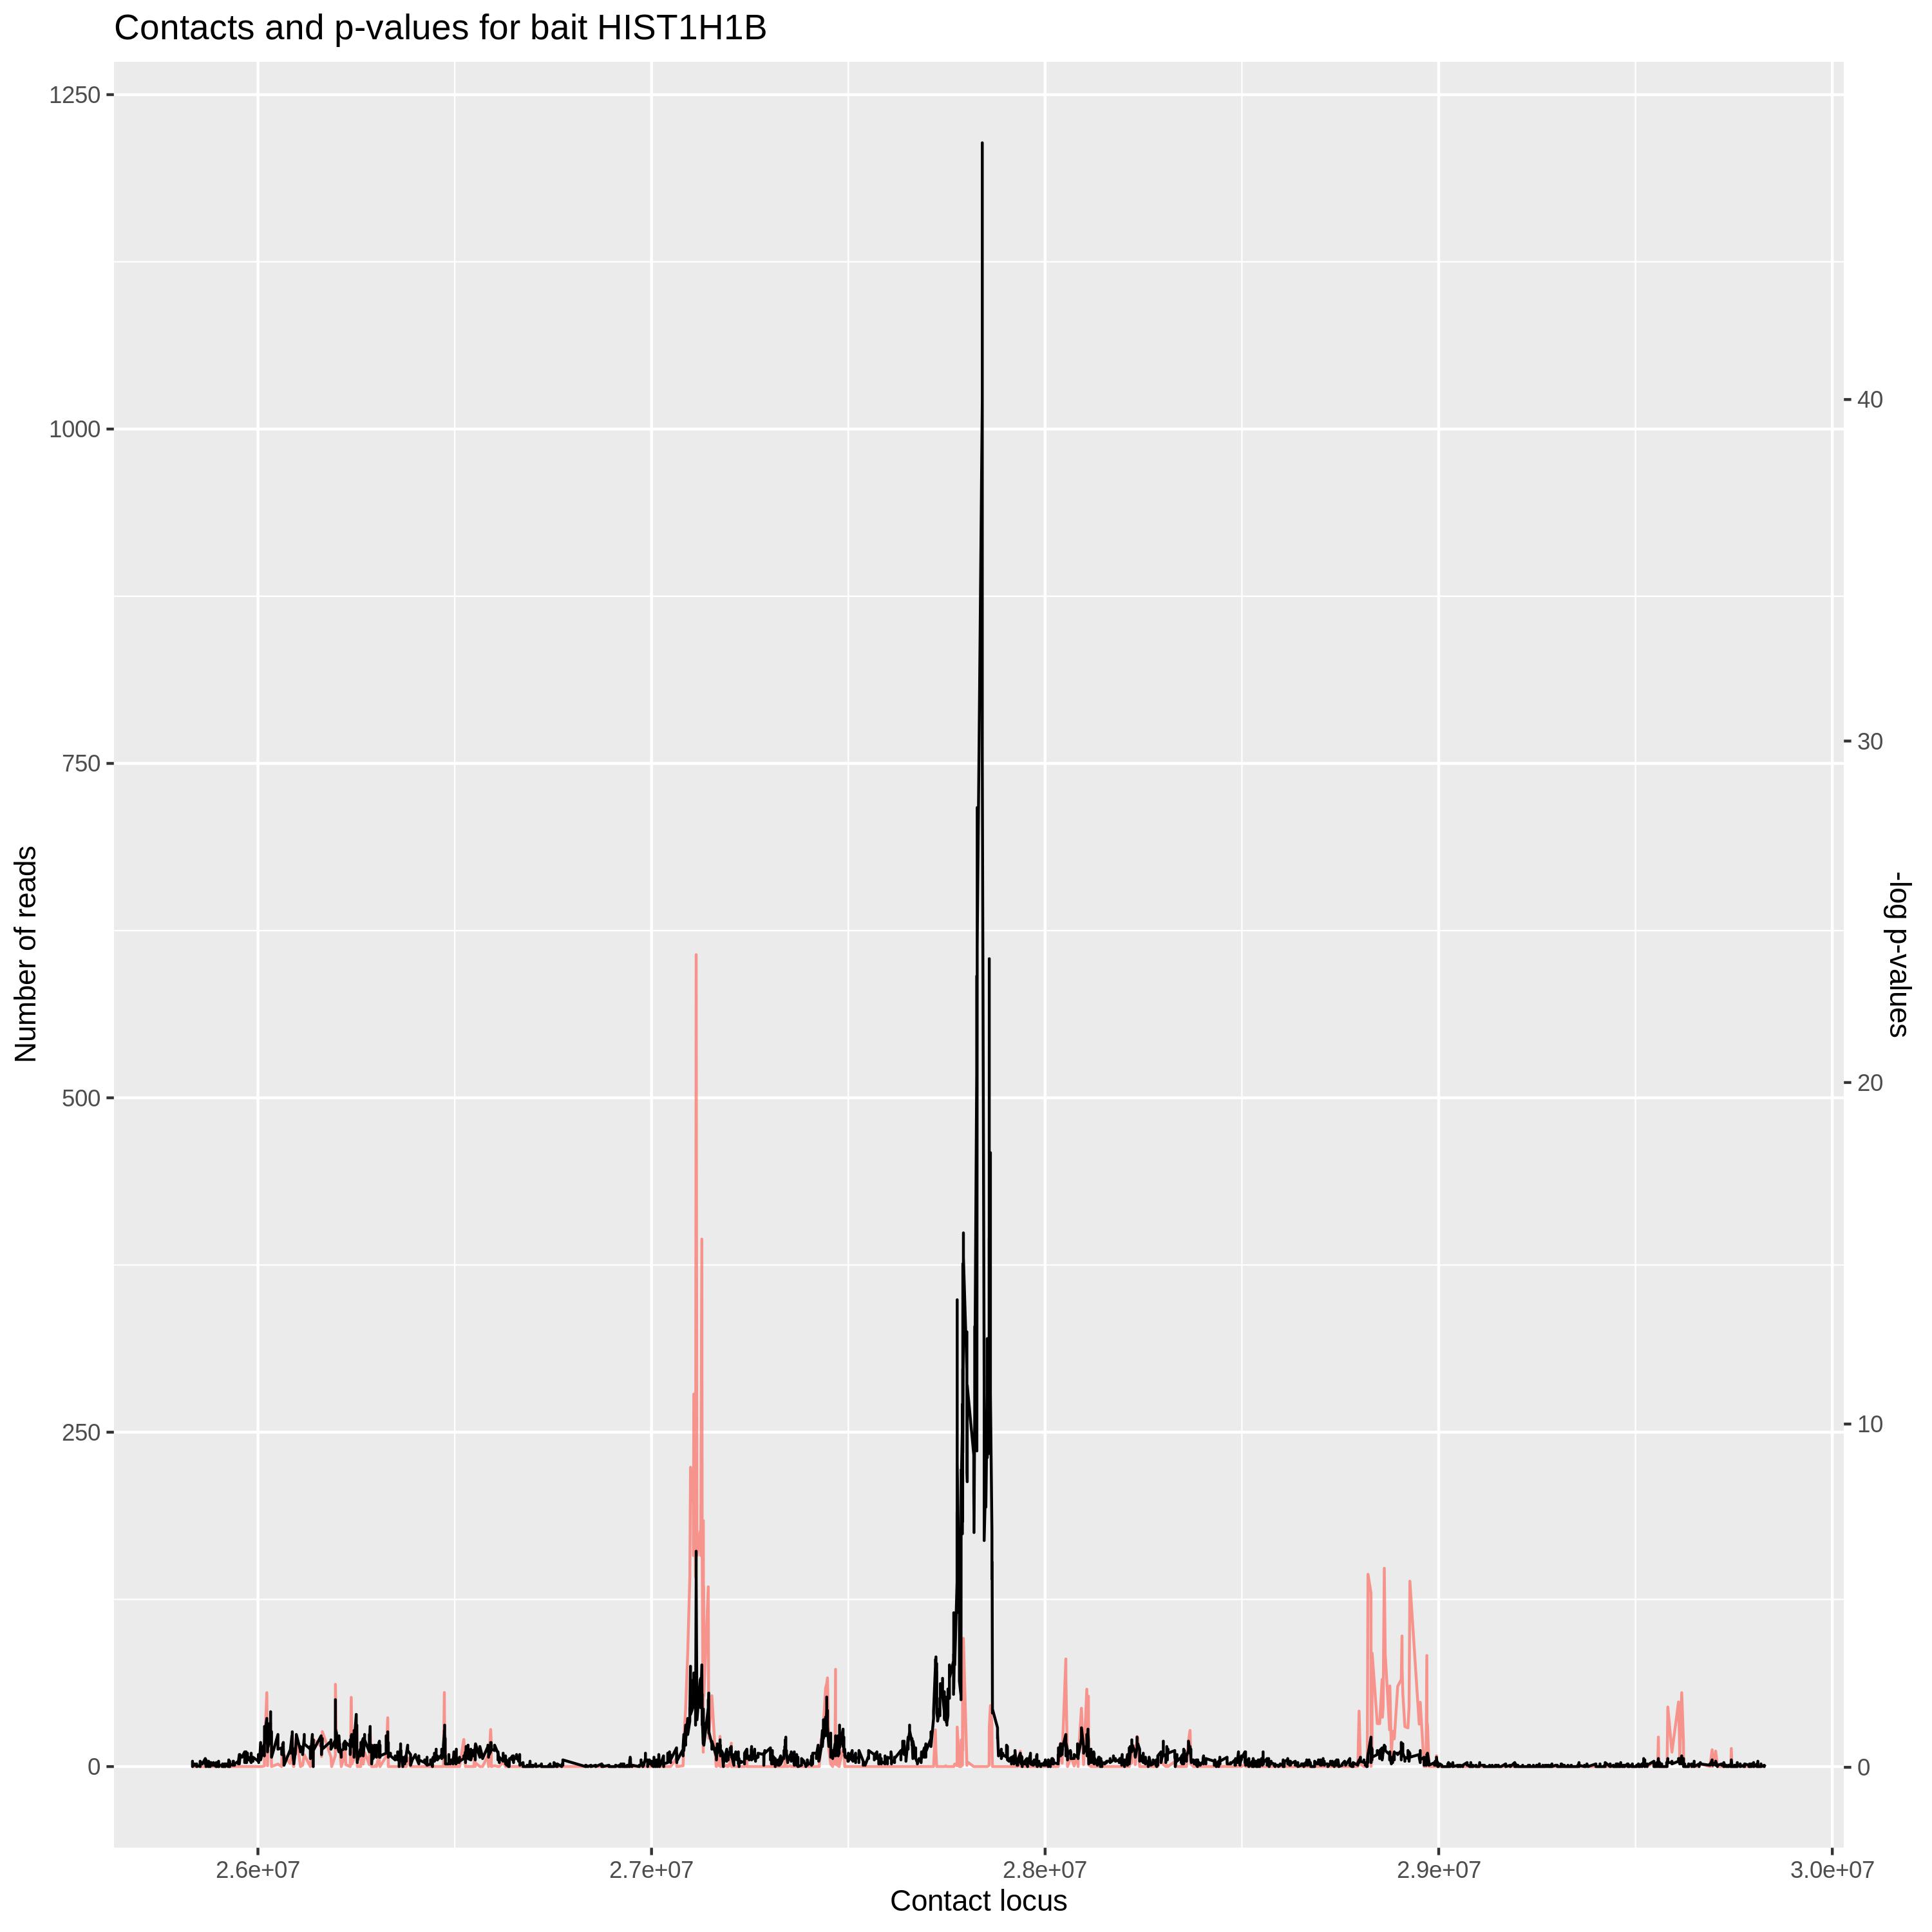 Contacts and p-values for bait HIST1H1B
1250
1000
750
500
250
0
Number of reads
40
30
20
10
0
-log p-values
2.6e+07
2.7e+07
2.8e+07
2.9e+07
3.0e+07
Contact locus